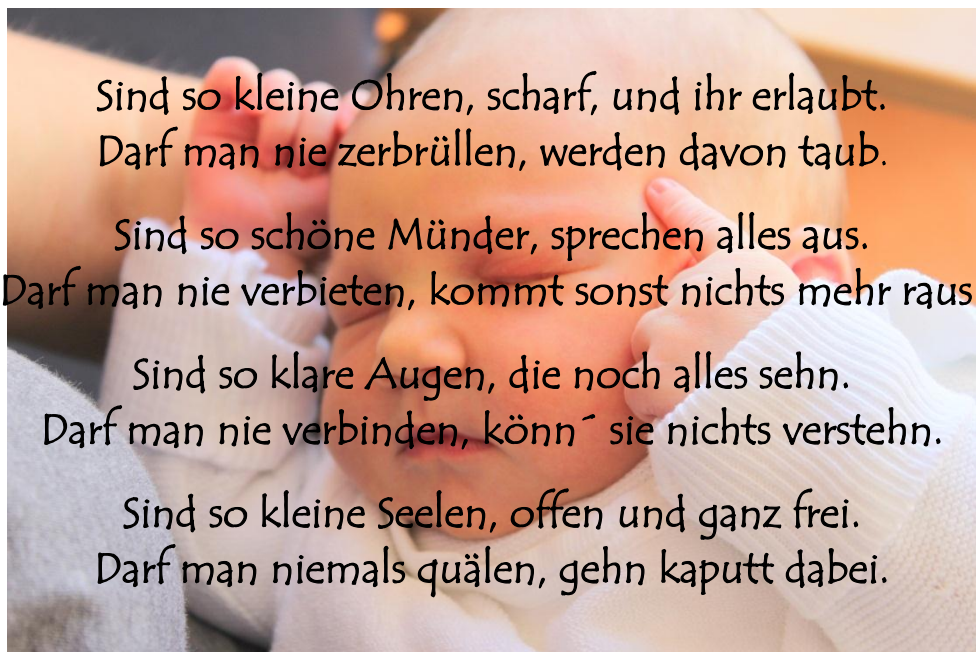 Sind so kleine Ohren, scharf, und ihr erlaubt.
Darf man nie zerbrüllen, werden davon taub.
Sind so schöne Münder, sprechen alles aus.
Darf man nie verbieten, kommt sonst nichts mehr raus
Sind so klare Augen, die noch alles sehn.
Darf man nie verbinden, könn´ sie nichts verstehn.
Sind so kleine Seelen, offen und ganz frei.
Darf man niemals quälen, gehn kaputt dabei.